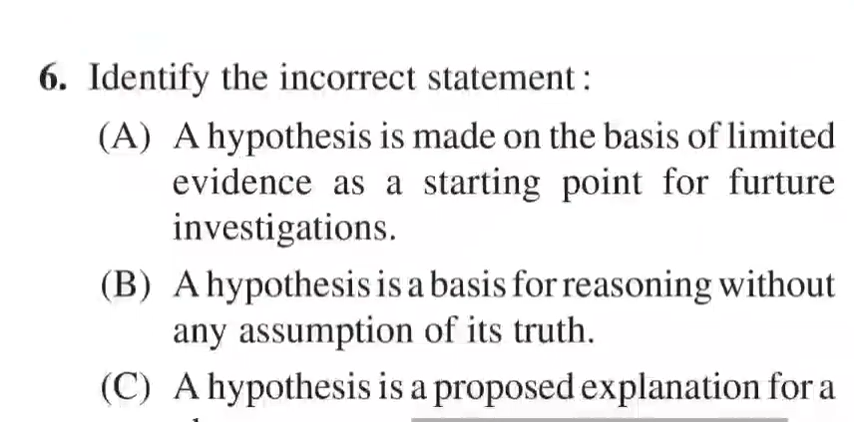 6. Identify the incorrect statement :
(A) A hypothesis is made on the basis of limited
evidence as a starting point for furture
investigations.
(B) A hypothesis is a basis for reasoning without
any assumption of its truth.
(C) A hypothesis is a proposed explanation for a